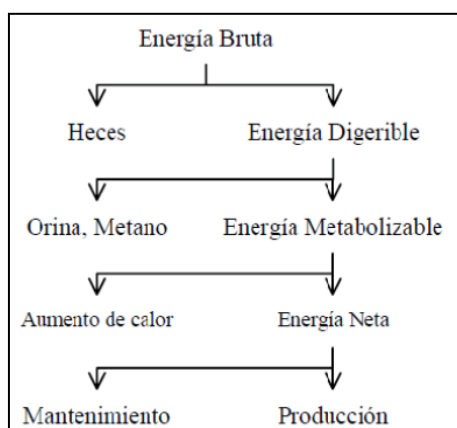 Energía Bruta
Heces
Energía Digerible
Orina, Metano
Energía Metabolizable
Aumento de calor
Energía Neta
Mantenimiento
Producción